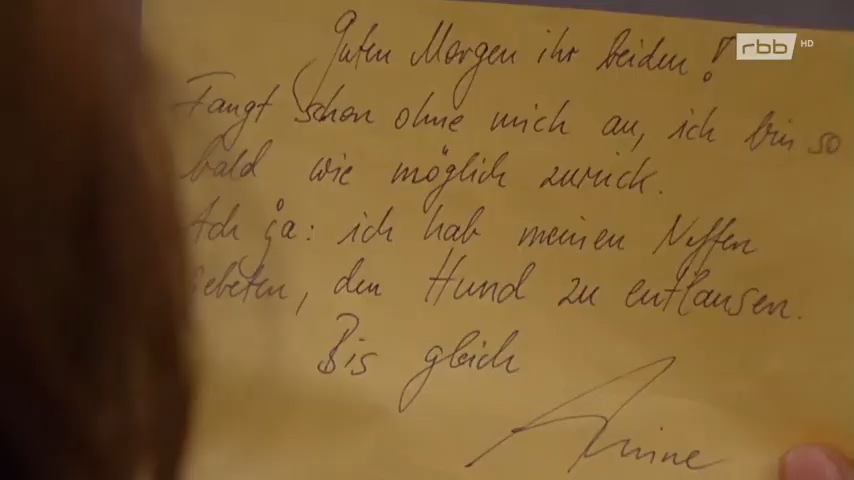 rbb HD
Guten Morgen ihr beiden!
Fangt schon ohne mich an, ich bin so
bald wie möglich zurück.
Ach ja: ich hab meinen Neffen
gebeten, den Hund zu entlausen.
Bis gleich